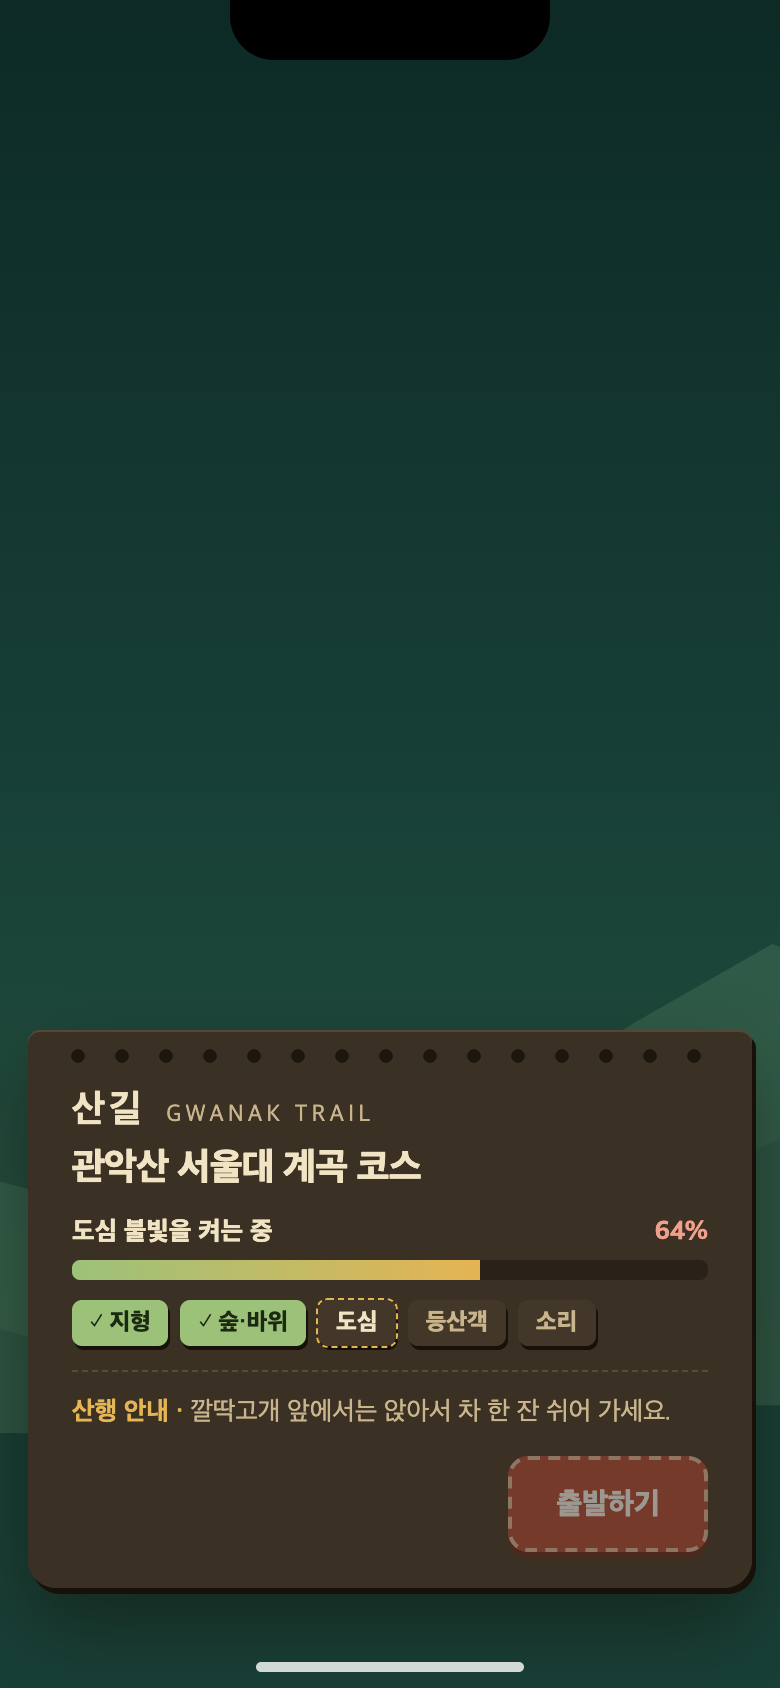 산길 GWANAK TRAIL
관악산 서울대 계곡 코스
도심 불빛을 켜는 중 64%
✓ 지형 ✓ 숲·바위 도심 등산객 소리
산행 안내 · 깔딱고개 앞에서는 앉아서 차 한 잔 쉬어 가세요.
출발하기